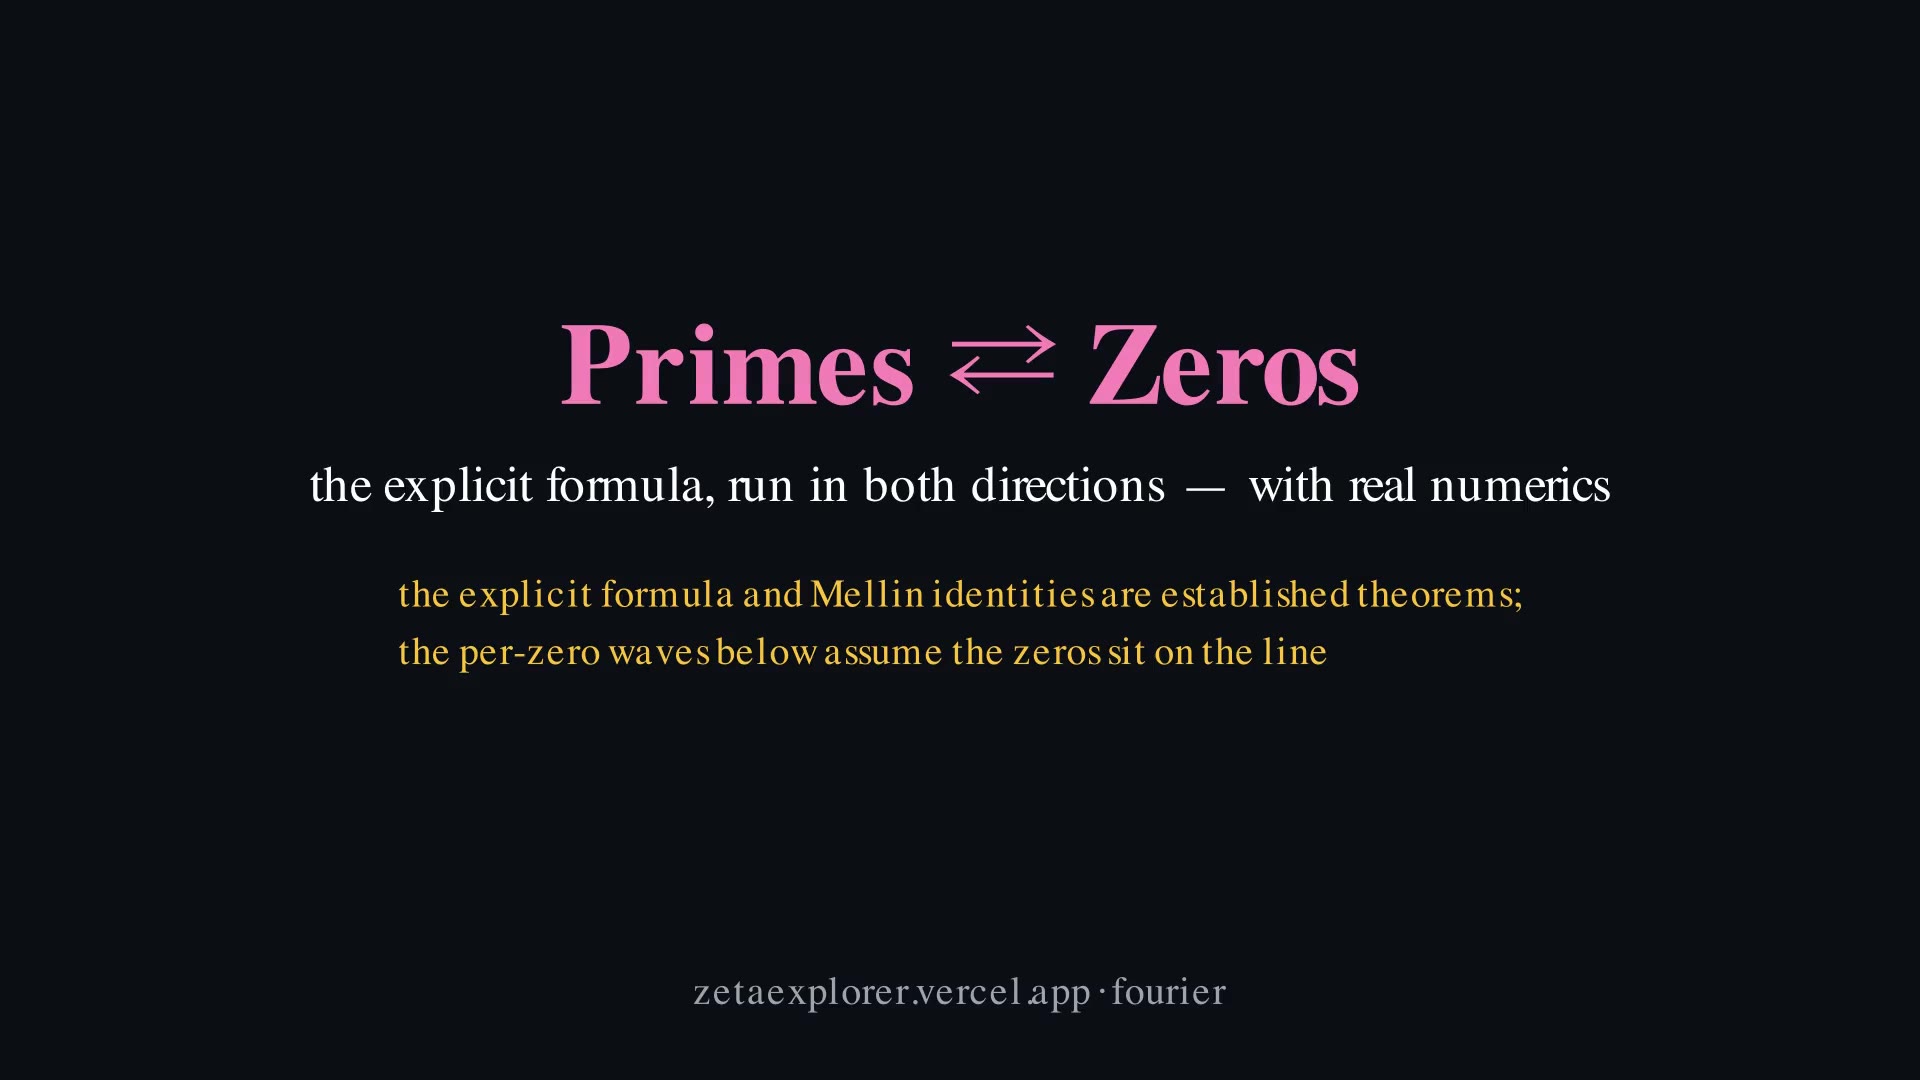 Primes ⇄ Zeros
the explicit formula, run in both directions — with real numerics
the explicit formula and Mellin identities are established theorems;
the per-zero waves below assume the zeros sit on the line
zetaexplorer.vercel.app · fourier